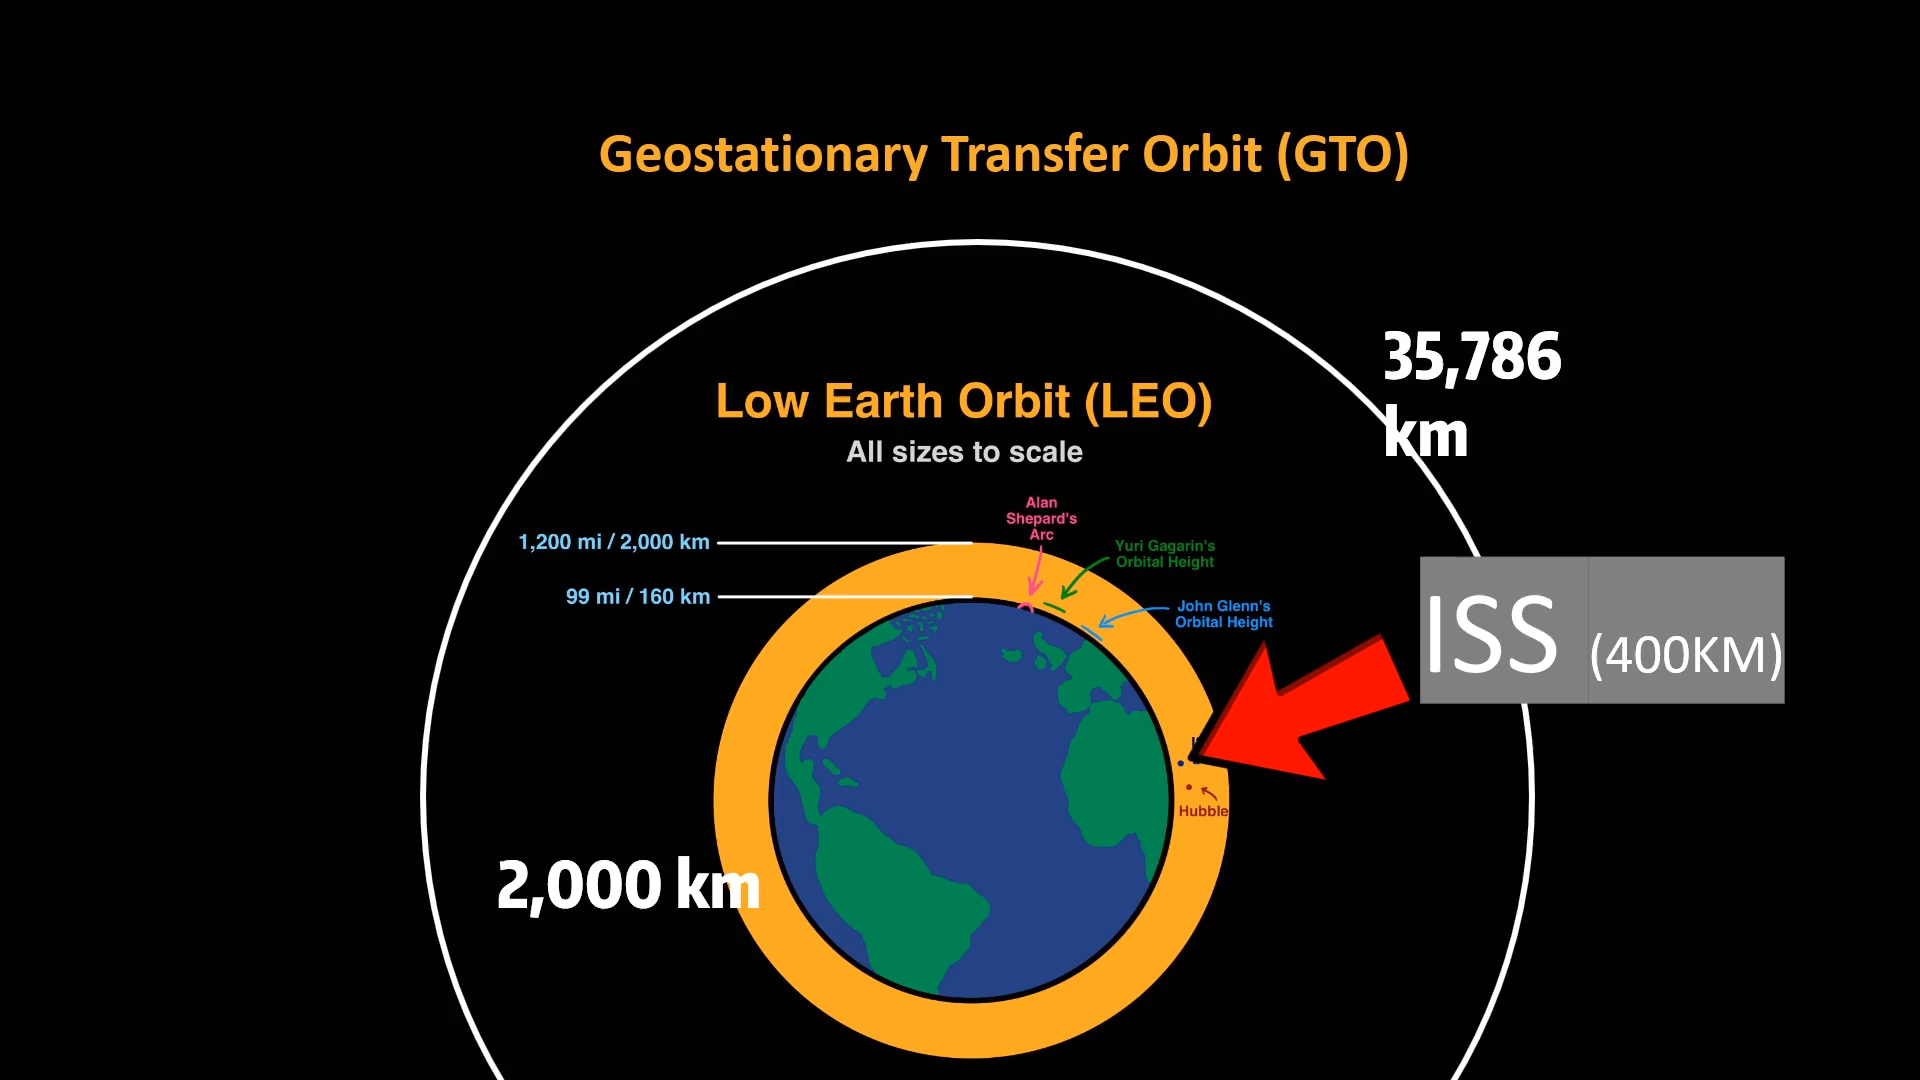 Geostationary Transfer Orbit (GTO)
35,786
km
Low Earth Orbit (LEO)
All sizes to scale
Alan
Shepard's
Arc
1,200 mi / 2,000 km
Yuri Gagarin's
Orbital Height
99 mi / 160 km
John Glenn's
Orbital Height
ISS (400KM)
Hubble
2,000 km